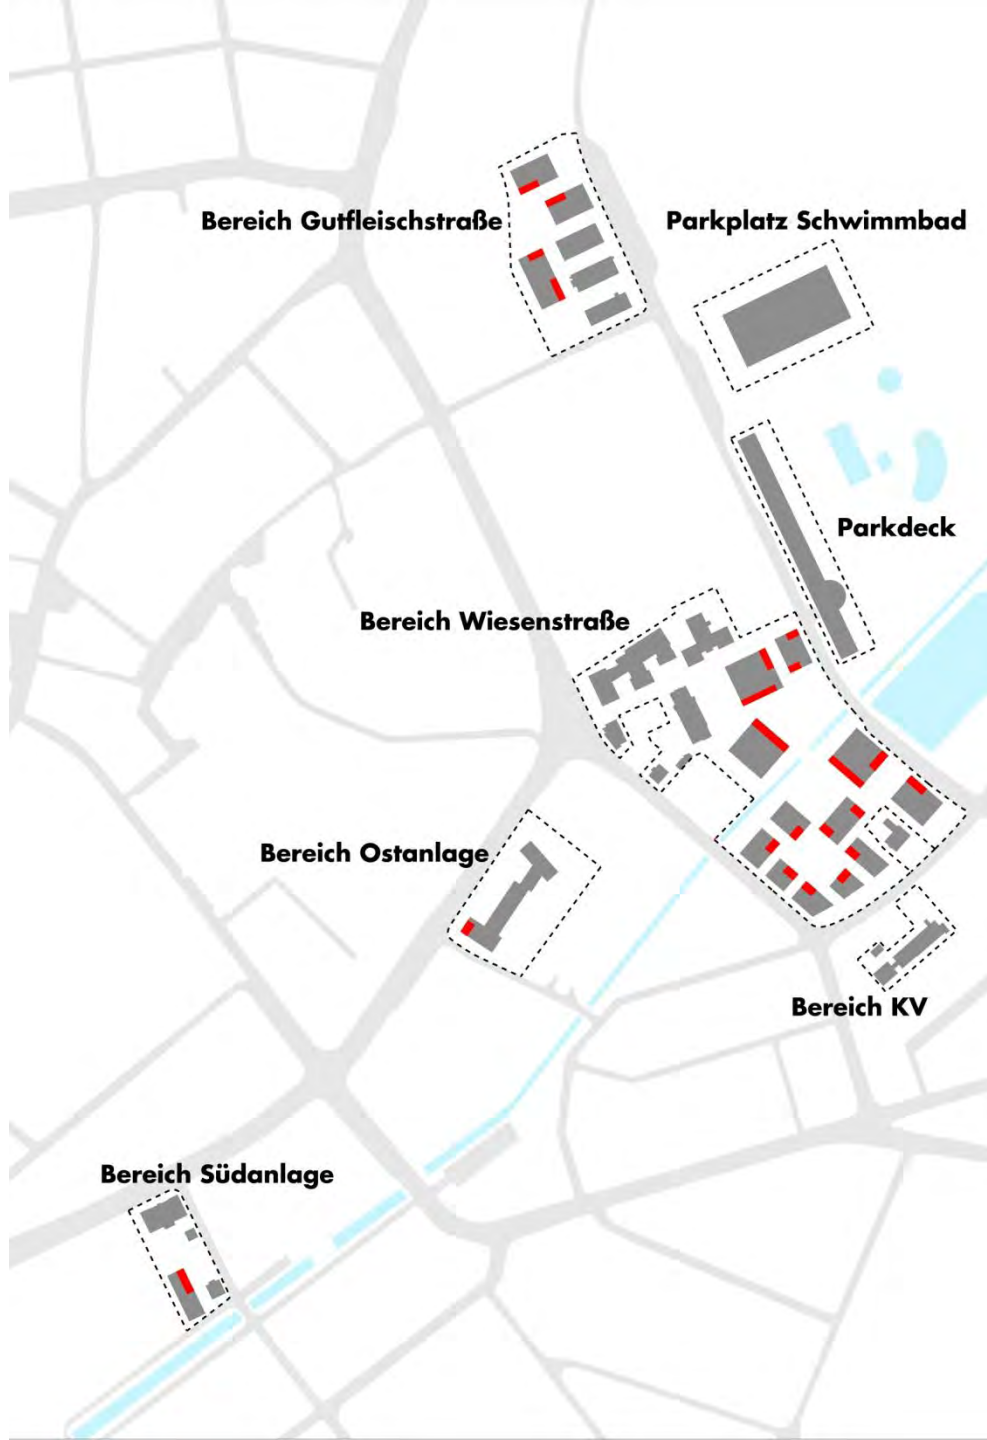 Bereich Gutfleischstraße
Parkplatz Schwimmbad
Parkdeck
Bereich Wiesenstraße
Bereich Ostanlage
Bereich KV
Bereich Südanlage